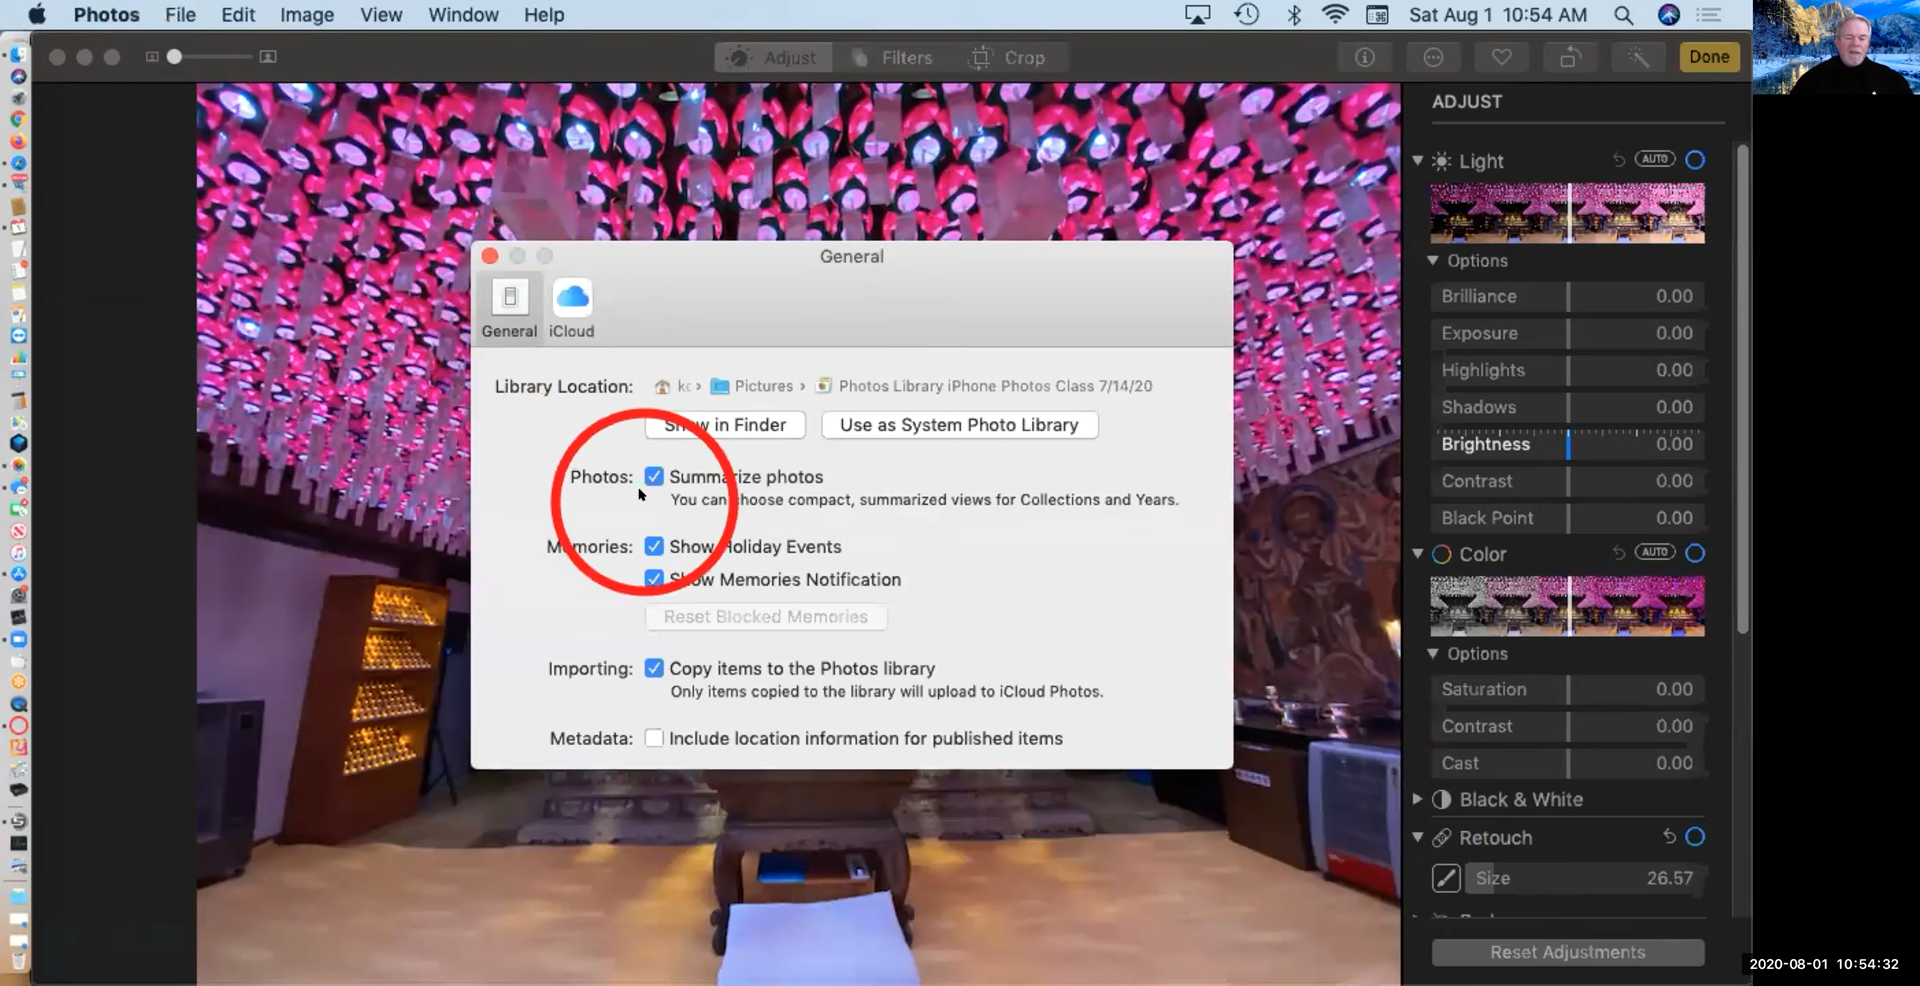 Photos File Edit Image View Window Help
Sat Aug 1 10:54 AM
Adjust Filters Crop
Done
ADJUST
Light AUTO
Options
Brilliance 0.00
Exposure 0.00
Highlights 0.00
Shadows 0.00
Brightness 0.00
Contrast 0.00
Black Point 0.00
Color AUTO
Options
Saturation 0.00
Contrast 0.00
Cast 0.00
Black & White
Retouch
Size 26.57
Reset Adjustments
General
General iCloud
Library Location: Pictures › Photos Library iPhone Photos Class 7/14/20
Show in Finder Use as System Photo Library
Photos: Summarize photos
You can choose compact, summarized views for Collections and Years.
Memories: Show Holiday Events
Show Memories Notification
Reset Blocked Memories
Importing: Copy items to the Photos library
Only items copied to the library will upload to iCloud Photos.
Metadata: Include location information for published items
2020-08-01 10:54:32